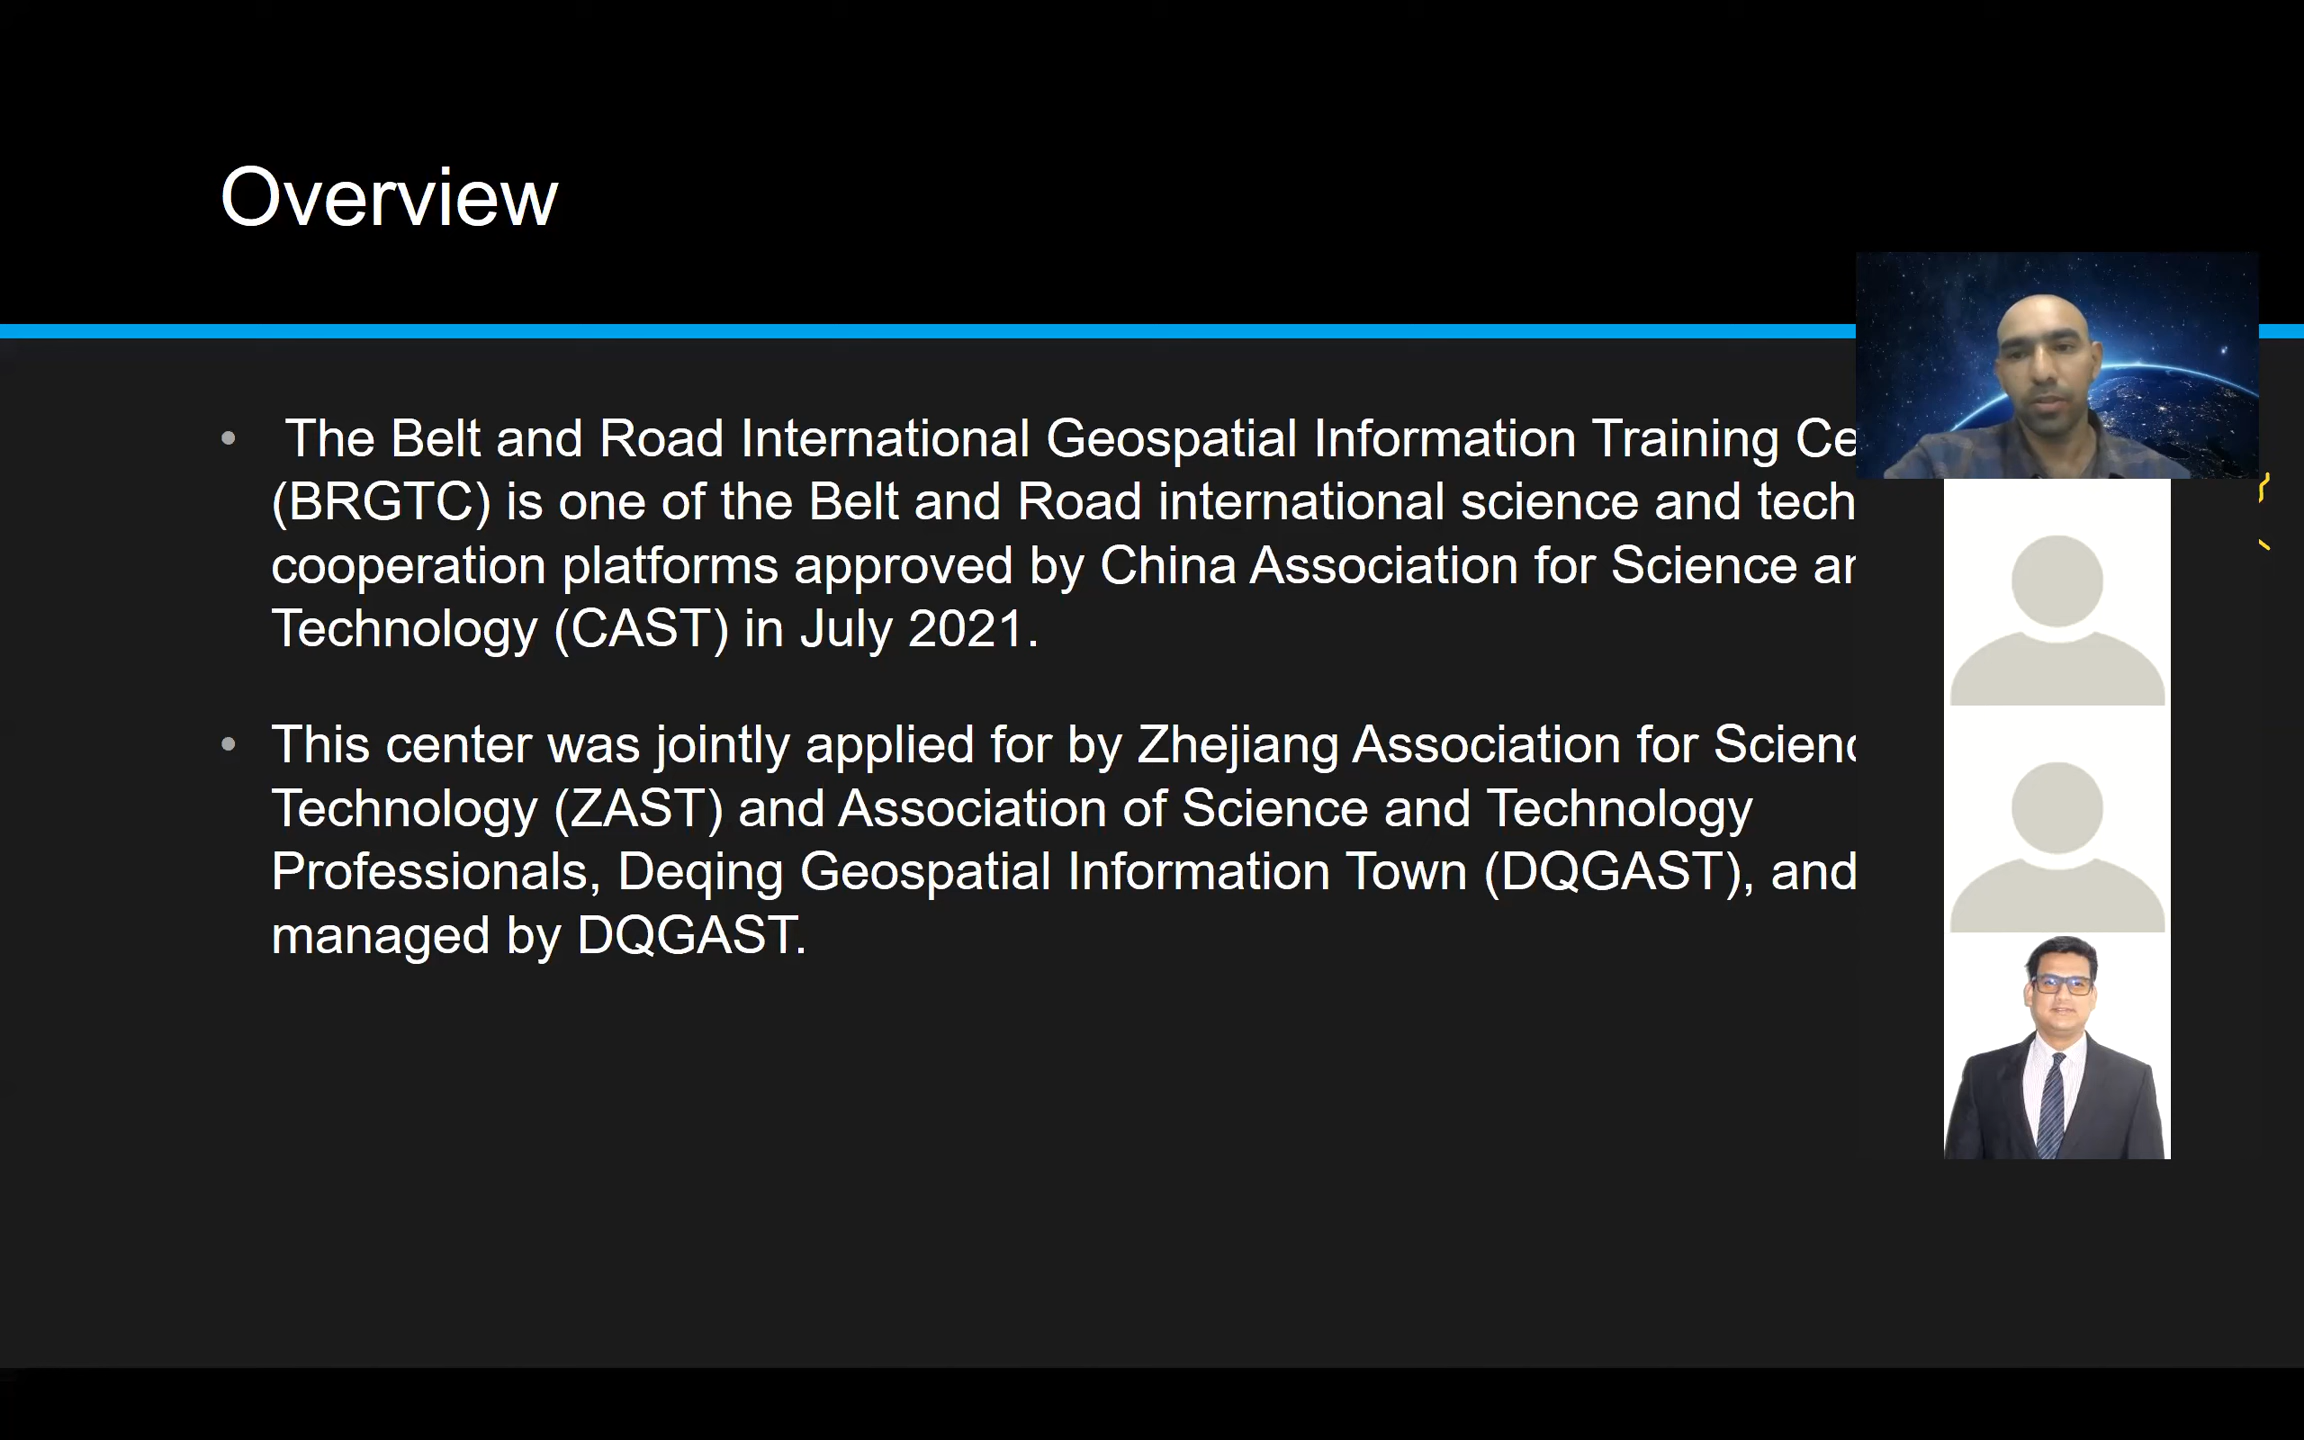 Overview
The Belt and Road International Geospatial Information Training
(BRGTC) is one of the Belt and Road international science and tech
cooperation platforms approved by China Association for Science
Technology (CAST) in July 2021.
This center was jointly applied for by Zhejiang Association for
Technology (ZAST) and Association of Science and Technology
Professionals, Deqing Geospatial Information Town (DQGAST), and
managed by DQGAST.